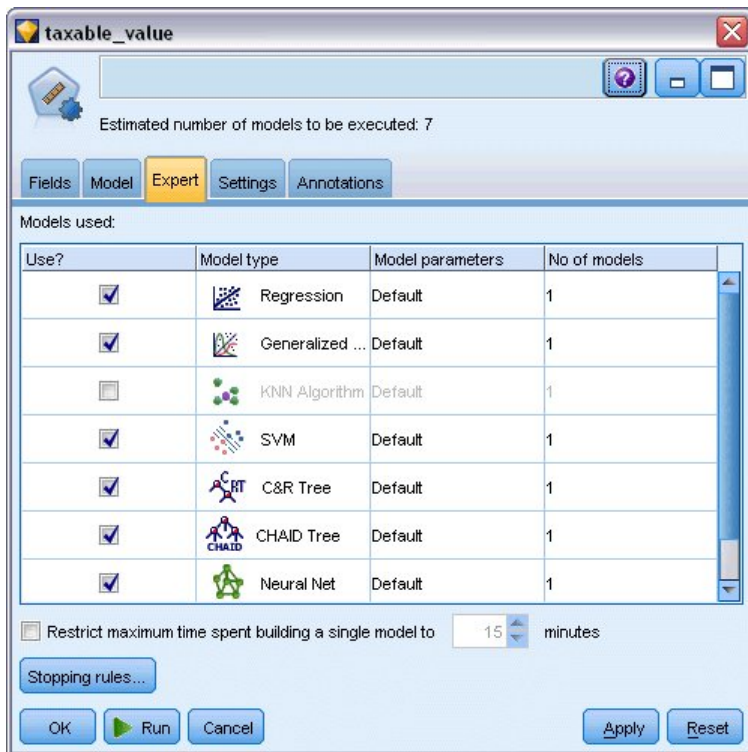 taxable_value
Estimated number of models to be executed: 7
Fields Model Expert Settings Annotations
Models used:
Use? Model type Model parameters No of models
Regression Default 1
Generalized ... Default 1
KNN Algorithm Default 1
SVM Default 1
C&R Tree Default 1
CHAID Tree Default 1
Neural Net Default 1
Restrict maximum time spent building a single model to 15 minutes
Stopping rules...
OK Run Cancel Apply Reset